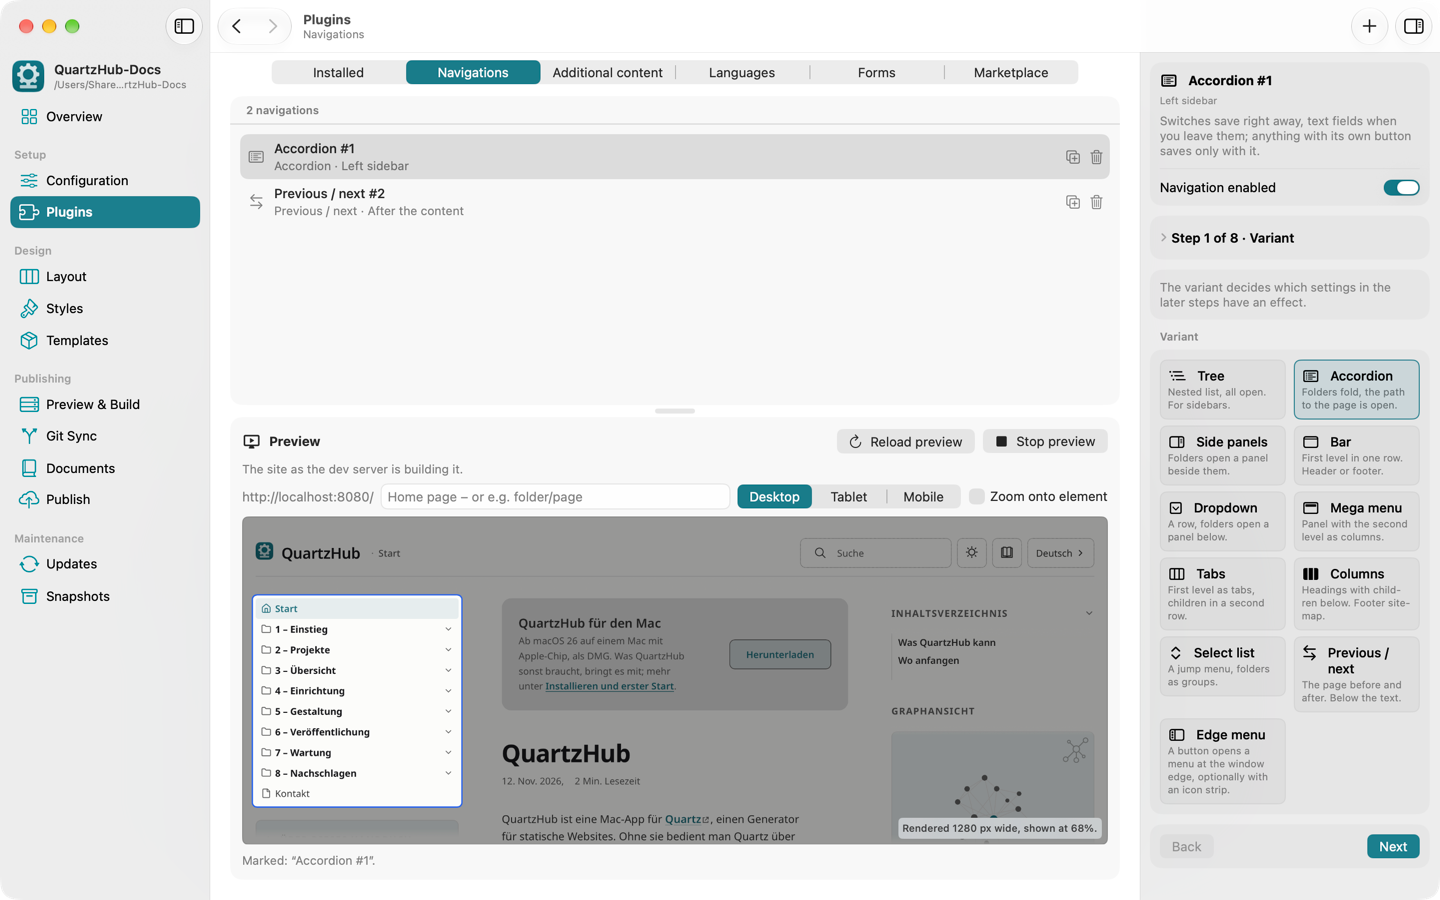 Plugins
Navigations
QuartzHub-Docs
/Users/Share...rtzHub-Docs
Overview
Setup
Configuration
Plugins
Design
Layout
Styles
Templates
Publishing
Preview & Build
Git Sync
Documents
Publish
Maintenance
Updates
Snapshots
Installed
Navigations
Additional content
Languages
Forms
Marketplace
2 navigations
Accordion #1
Accordion · Left sidebar
Previous / next #2
Previous / next · After the content
Preview
Reload preview
Stop preview
The site as the dev server is building it.
http://localhost:8080/
Home page – or e.g. folder/page
Desktop
Tablet
Mobile
Zoom onto element
QuartzHub
· Start
Suche
Deutsch
Start
1 – Einstieg
2 – Projekte
3 – Übersicht
4 – Einrichtung
5 – Gestaltung
6 – Veröffentlichung
7 – Wartung
8 – Nachschlagen
Kontakt
QuartzHub für den Mac
Ab macOS 26 auf einem Mac mit
Apple-Chip, als DMG. Was QuartzHub
sonst braucht, bringt es mit; mehr
unter Installieren und erster Start.
Herunterladen
QuartzHub
12. Nov. 2026, 2 Min. Lesezeit
QuartzHub ist eine Mac-App für Quartz, einen Generator
für statische Websites. Ohne sie bedient man Quartz über
INHALTSVERZEICHNIS
Was QuartzHub kann
Wo anfangen
GRAPHANSICHT
Rendered 1280 px wide, shown at 68%.
Marked: “Accordion #1”.
Accordion #1
Left sidebar
Switches save right away, text fields when
you leave them; anything with its own button
saves only with it.
Navigation enabled
Step 1 of 8 · Variant
The variant decides which settings in the
later steps have an effect.
Variant
Tree
Nested list, all open.
For sidebars.
Accordion
Folders fold, the path
to the page is open.
Side panels
Folders open a panel
beside them.
Bar
First level in one row.
Header or footer.
Dropdown
A row, folders open a
panel below.
Mega menu
Panel with the second
level as columns.
Tabs
First level as tabs,
children in a second
row.
Columns
Headings with child-
ren below. Footer site-
map.
Select list
A jump menu, folders
as groups.
Previous /
next
The page before and
after. Below the text.
Edge menu
A button opens a
menu at the window
edge, optionally with
an icon strip.
Back
Next